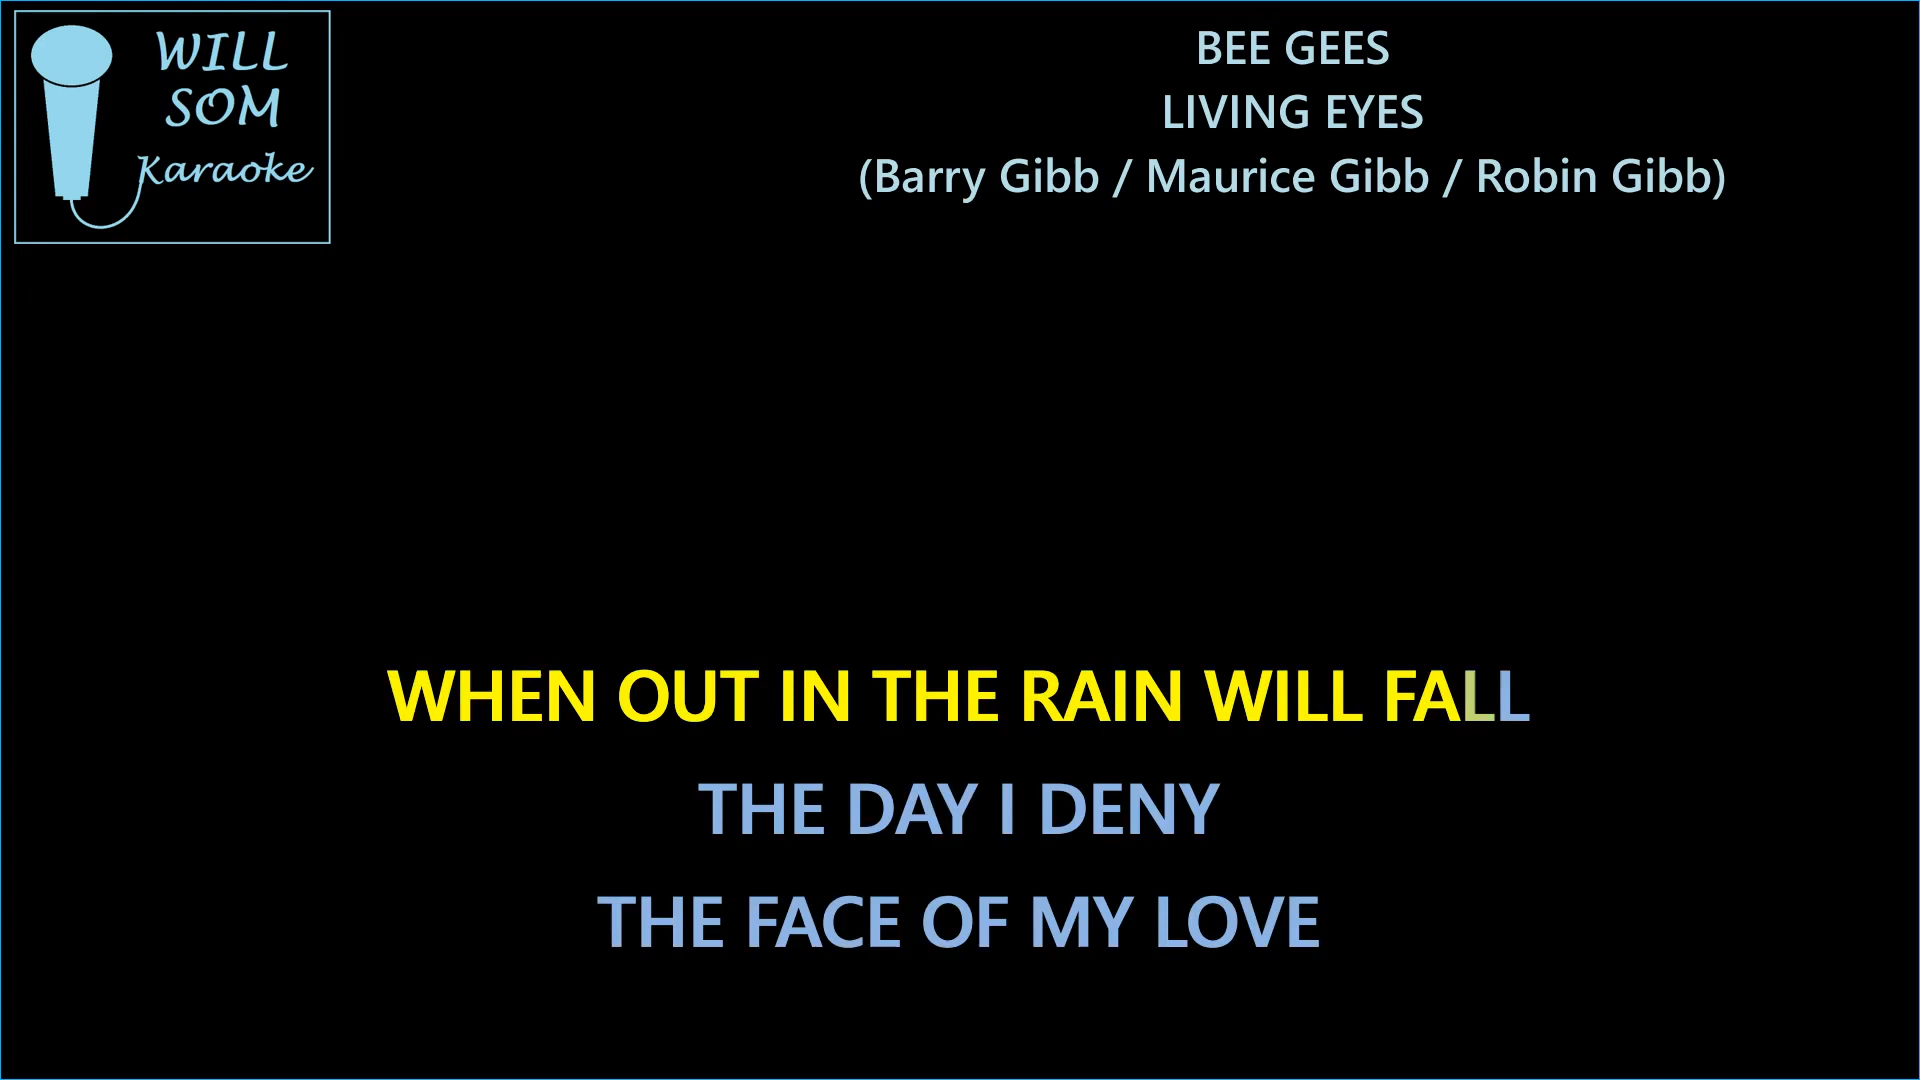 WILL
SOM
Karaoke
BEE GEES
LIVING EYES
(Barry Gibb / Maurice Gibb / Robin Gibb)
WHEN OUT IN THE RAIN WILL FALL
THE DAY I DENY
THE FACE OF MY LOVE